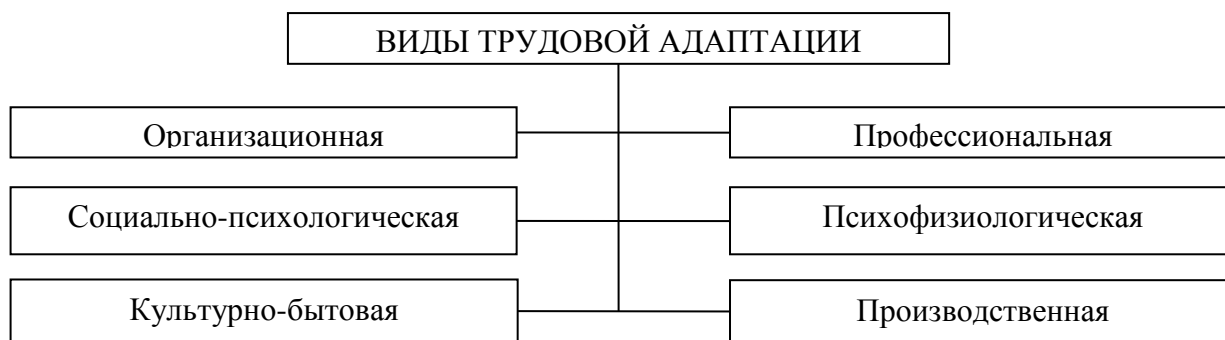 ВИДЫ ТРУДОВОЙ АДАПТАЦИИ
Организационная
Профессиональная
Социально-психологическая
Психофизиологическая
Культурно-бытовая
Производственная